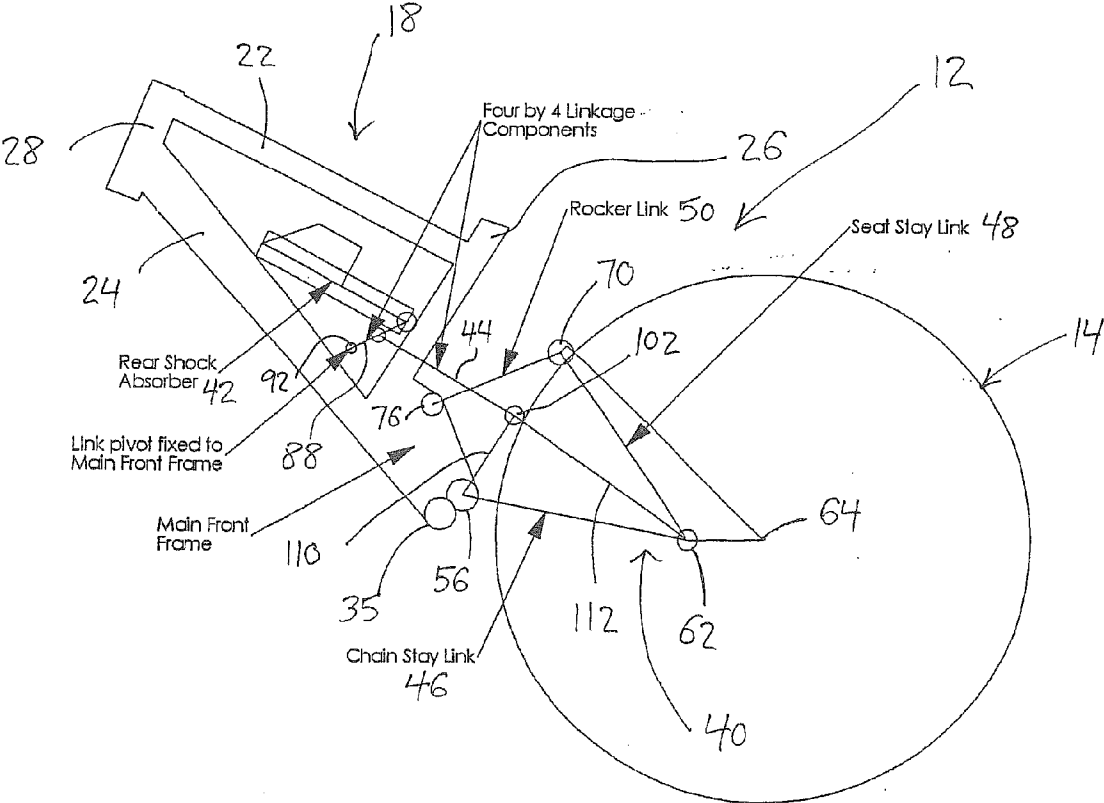 18
22
12
Four by 4 Linkage
Components
28
26
Rocker Link 50
Seat Stay Link 48
24
70
14
44
102
Rear Shock
Absorber 42
92
76
Link pivot fixed to
Main Front Frame
88
64
Main Front
Frame
110
56
35
112
62
Chain Stay Link
46
40